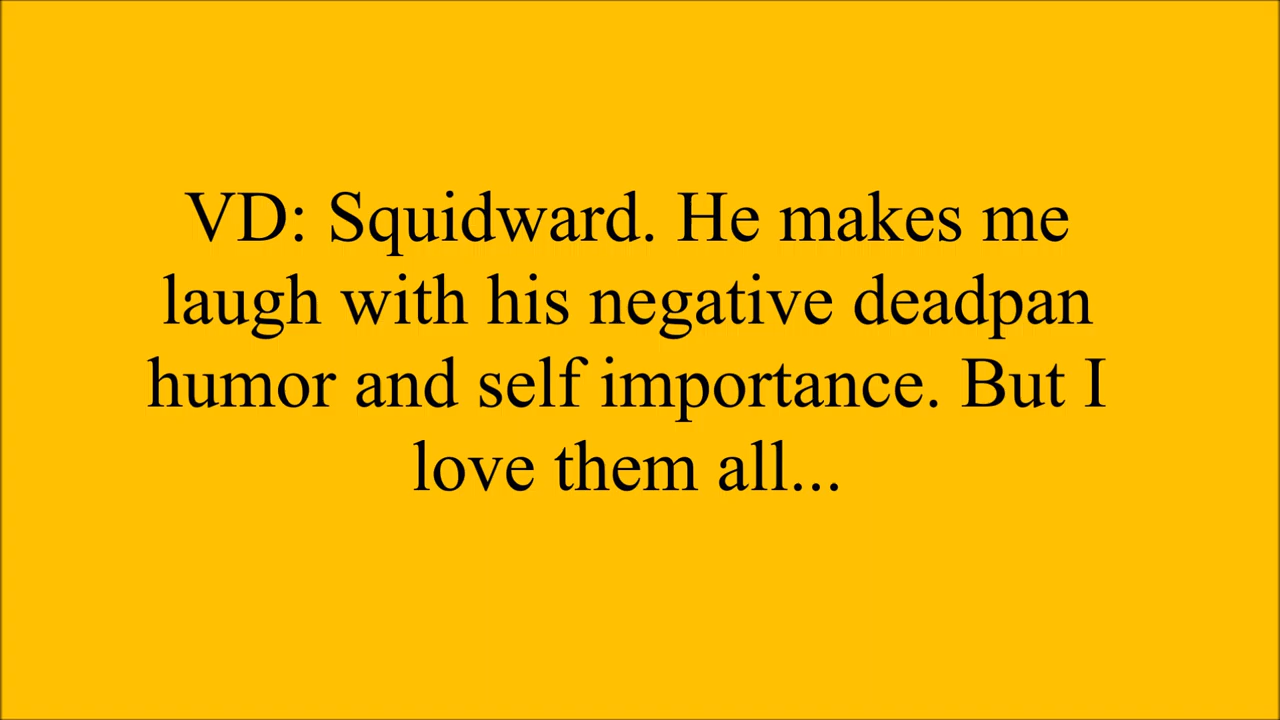 VD: Squidward. He makes me
laugh with his negative deadpan
humor and self importance. But I
love them all...